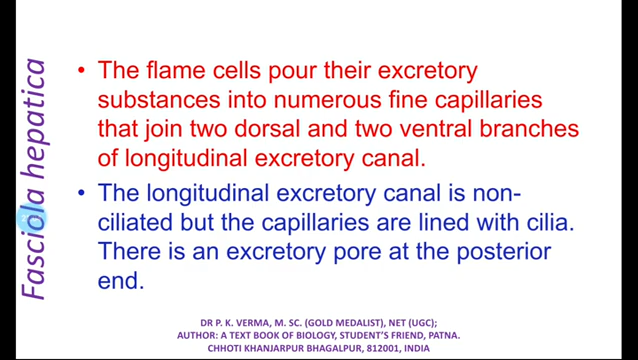 Fasciola hepatica
• The flame cells pour their excretory
substances into numerous fine capillaries
that join two dorsal and two ventral branches
of longitudinal excretory canal.
• The longitudinal excretory canal is non-
ciliated but the capillaries are lined with cilia.
There is an excretory pore at the posterior
end.
DR P. K. VERMA, M. SC. (GOLD MEDALIST), NET (UGC);
AUTHOR: A TEXT BOOK OF BIOLOGY, STUDENT'S FRIEND, PATNA.
CHHOTI KHANJARPUR BHAGALPUR, 812001, INDIA